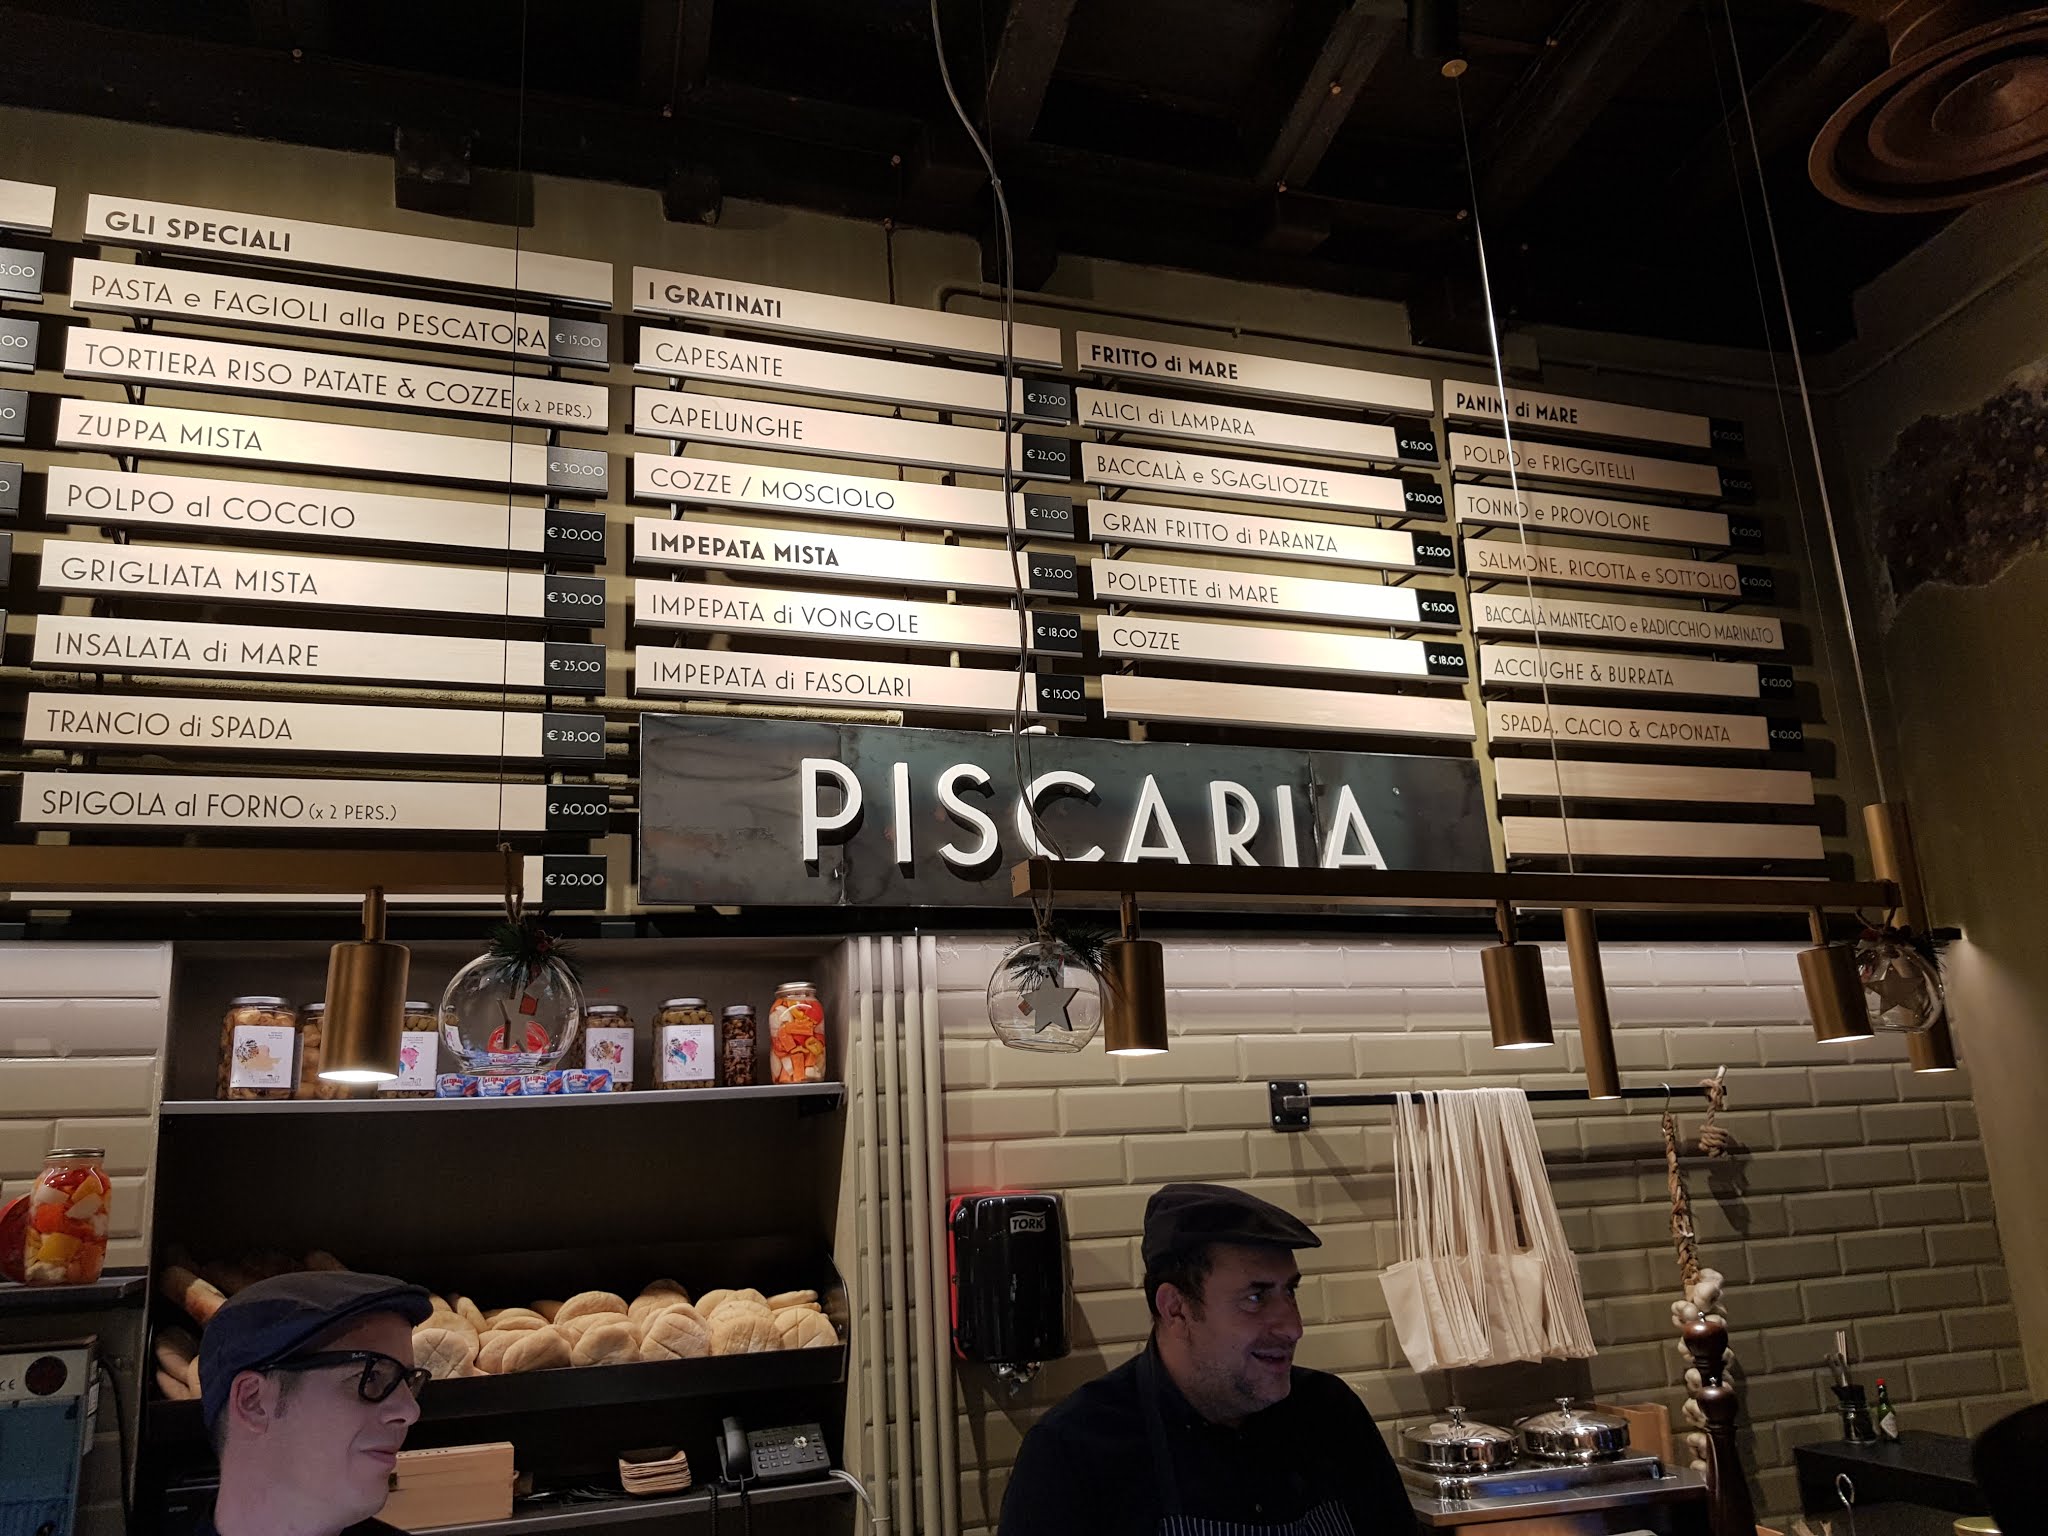 5,00
,00
GLI SPECIALI
PASTA e FAGIOLI alla PESCATORA € 15,00
TORTIERA RISO PATATE & COZZE (x 2 PERS.)
ZUPPA MISTA € 30,00
POLPO al COCCIO € 20,00
GRIGLIATA MISTA € 30,00
INSALATA di MARE € 25,00
TRANCIO di SPADA € 28,00
SPIGOLA al FORNO (x 2 PERS.) € 60,00
€ 20,00
I GRATINATI
CAPESANTE € 25,00
CAPELUNGHE € 22,00
COZZE / MOSCIOLO € 12,00
IMPEPATA MISTA € 25,00
IMPEPATA di VONGOLE € 18,00
IMPEPATA di FASOLARI € 15,00
FRITTO di MARE
ALICI di LAMPARA € 15,00
BACCALÀ e SGAGLIOZZE € 20,00
GRAN FRITTO di PARANZA € 25,00
POLPETTE di MARE € 15,00
COZZE € 18,00
PANINI di MARE € 10,00
POLPO e FRIGGITELLI € 10,00
TONNO e PROVOLONE € 10,00
SALMONE, RICOTTA e SOTT'OLIO € 10,00
BACCALÀ MANTECATO e RADICCHIO MARINATO
ACCIUGHE & BURRATA € 10,00
SPADA, CACIO & CAPONATA € 10,00
PISCARIA
TORK
Ray-Ban